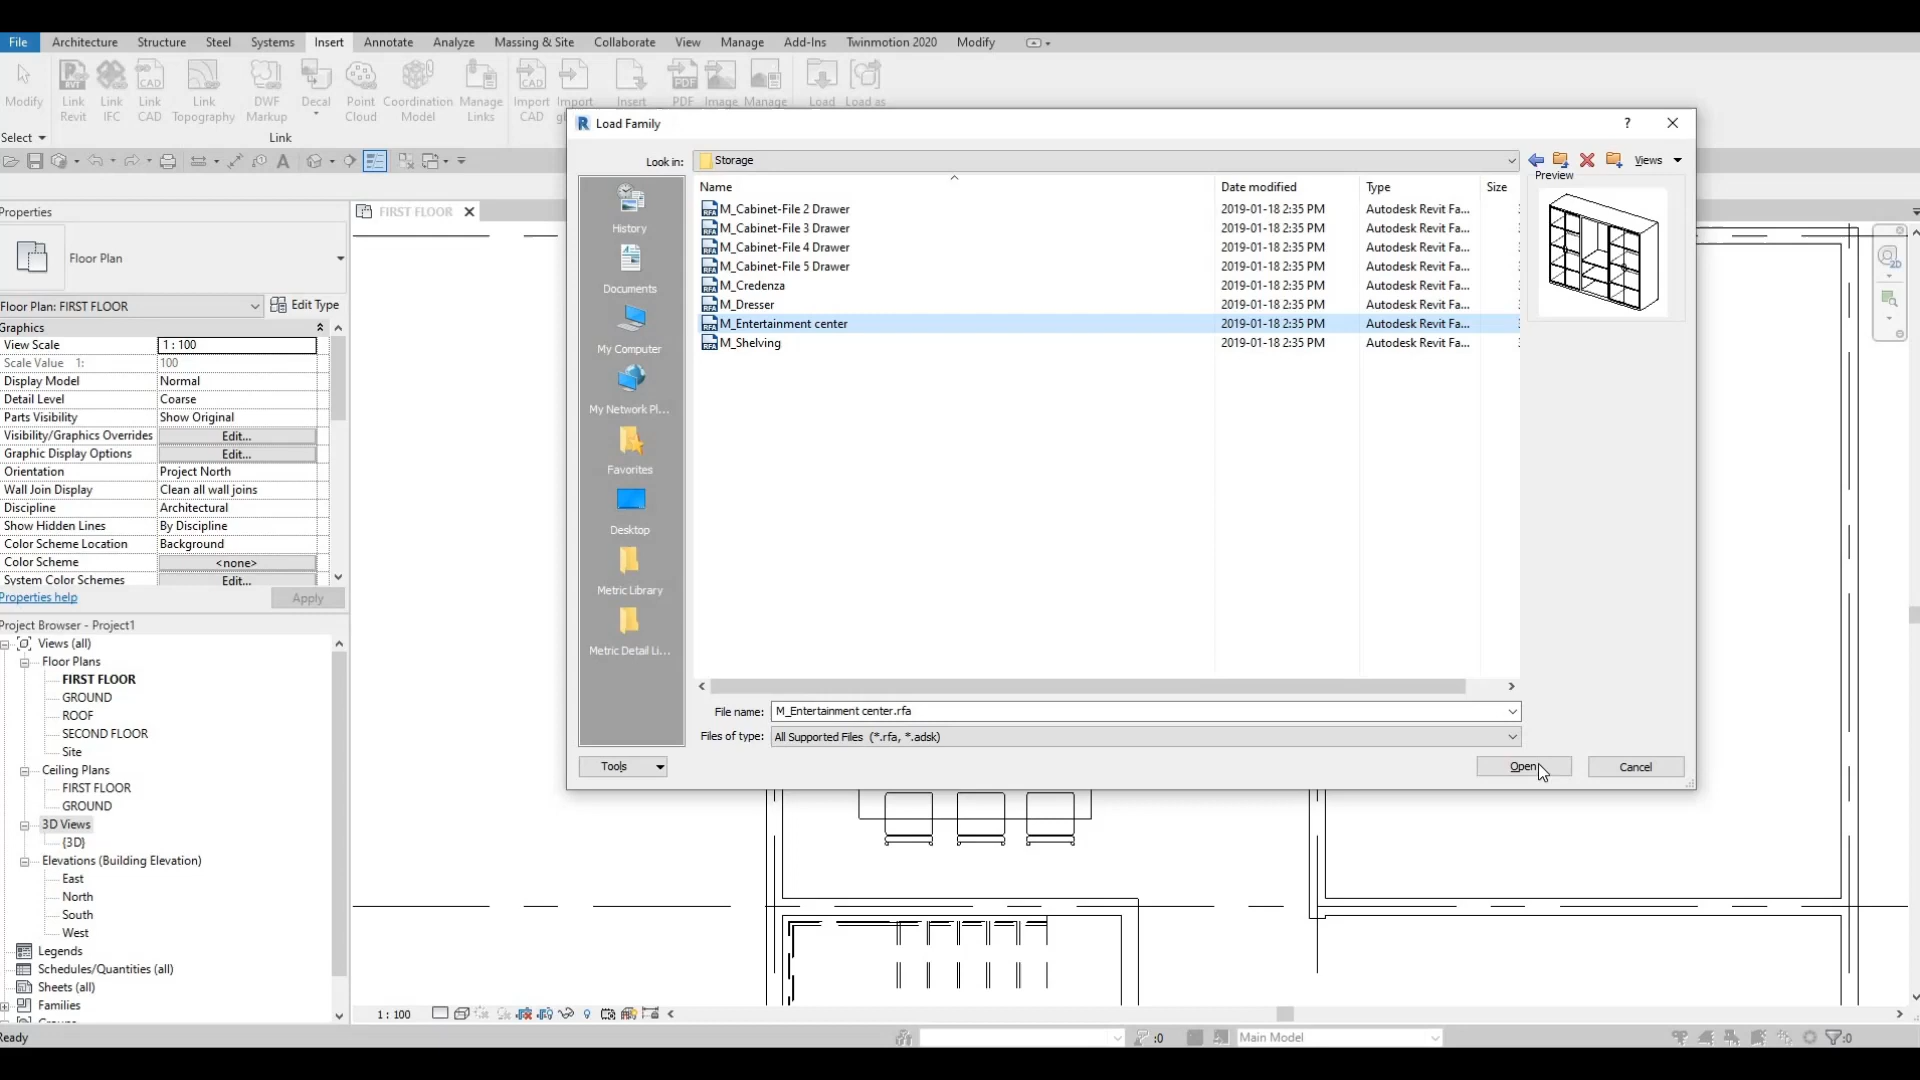 File Architecture Structure Steel Systems Insert Annotate Analyze Massing & Site Collaborate View Manage Add-Ins Twinmotion 2020 Modify
Modify
Link Revit
Link IFC
Link CAD
Link Topography
DWF Markup
Decal
Point Cloud
Coordination Model
Manage Links
Import CAD
Import
Insert
PDF
Image
Manage
Load
Load as
Select
Link
FIRST FLOOR
Properties
Floor Plan
Floor Plan: FIRST FLOOR
Edit Type
Graphics
View Scale 1 : 100
Scale Value 1: 100
Display Model Normal
Detail Level Coarse
Parts Visibility Show Original
Visibility/Graphics Overrides Edit...
Graphic Display Options Edit...
Orientation Project North
Wall Join Display Clean all wall joins
Discipline Architectural
Show Hidden Lines By Discipline
Color Scheme Location Background
Color Scheme <none>
System Color Schemes Edit...
Properties help
Apply
Project Browser - Project1
Views (all)
Floor Plans
FIRST FLOOR
GROUND
ROOF
SECOND FLOOR
Site
Ceiling Plans
FIRST FLOOR
GROUND
3D Views
{3D}
Elevations (Building Elevation)
East
North
South
West
Legends
Schedules/Quantities (all)
Sheets (all)
Families
Load Family
Look in: Storage
Views
Preview
Name Date modified Type Size
M_Cabinet-File 2 Drawer 2019-01-18 2:35 PM Autodesk Revit Fa...
M_Cabinet-File 3 Drawer 2019-01-18 2:35 PM Autodesk Revit Fa...
M_Cabinet-File 4 Drawer 2019-01-18 2:35 PM Autodesk Revit Fa...
M_Cabinet-File 5 Drawer 2019-01-18 2:35 PM Autodesk Revit Fa...
M_Credenza 2019-01-18 2:35 PM Autodesk Revit Fa...
M_Dresser 2019-01-18 2:35 PM Autodesk Revit Fa...
M_Entertainment center 2019-01-18 2:35 PM Autodesk Revit Fa...
M_Shelving 2019-01-18 2:35 PM Autodesk Revit Fa...
History
Documents
My Computer
My Network Pl...
Favorites
Desktop
Metric Library
Metric Detail Li...
File name: M_Entertainment center.rfa
Files of type: All Supported Files (*.rfa, *.adsk)
Tools
Open
Cancel
1 : 100
Ready
:0
Main Model
:0